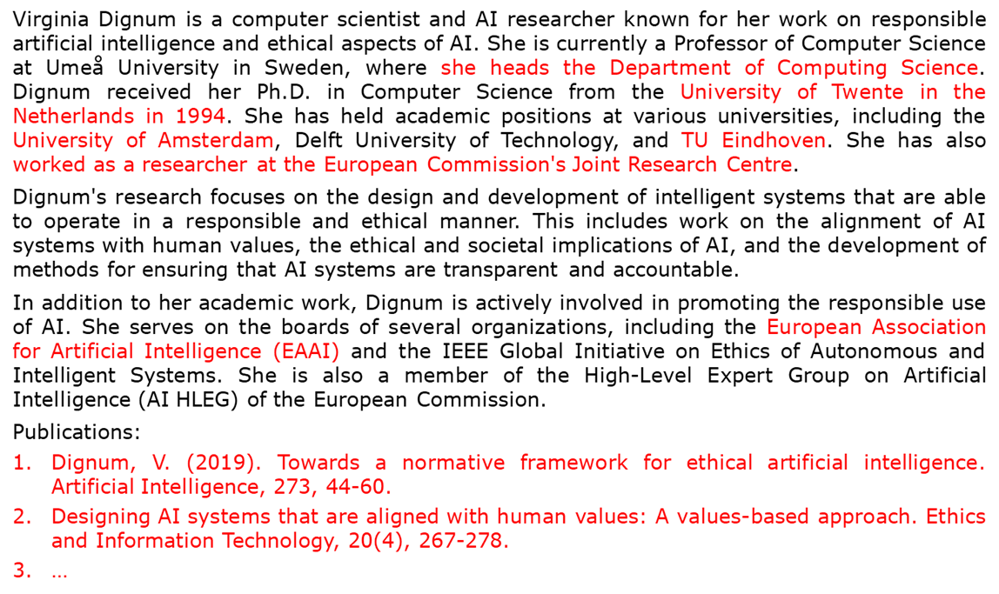 Virginia Dignum is a computer scientist and AI researcher known for her work on responsible
artificial intelligence and ethical aspects of AI. She is currently a Professor of Computer Science
at Umeå University in Sweden, where she heads the Department of Computing Science.
Dignum received her Ph.D. in Computer Science from the University of Twente in the
Netherlands in 1994. She has held academic positions at various universities, including the
University of Amsterdam, Delft University of Technology, and TU Eindhoven. She has also
worked as a researcher at the European Commission's Joint Research Centre.
Dignum's research focuses on the design and development of intelligent systems that are able
to operate in a responsible and ethical manner. This includes work on the alignment of AI
systems with human values, the ethical and societal implications of AI, and the development of
methods for ensuring that AI systems are transparent and accountable.
In addition to her academic work, Dignum is actively involved in promoting the responsible use
of AI. She serves on the boards of several organizations, including the European Association
for Artificial Intelligence (EAAI) and the IEEE Global Initiative on Ethics of Autonomous and
Intelligent Systems. She is also a member of the High-Level Expert Group on Artificial
Intelligence (AI HLEG) of the European Commission.
Publications:
1. Dignum, V. (2019). Towards a normative framework for ethical artificial intelligence.
Artificial Intelligence, 273, 44-60.
2. Designing AI systems that are aligned with human values: A values-based approach. Ethics
and Information Technology, 20(4), 267-278.
3. …